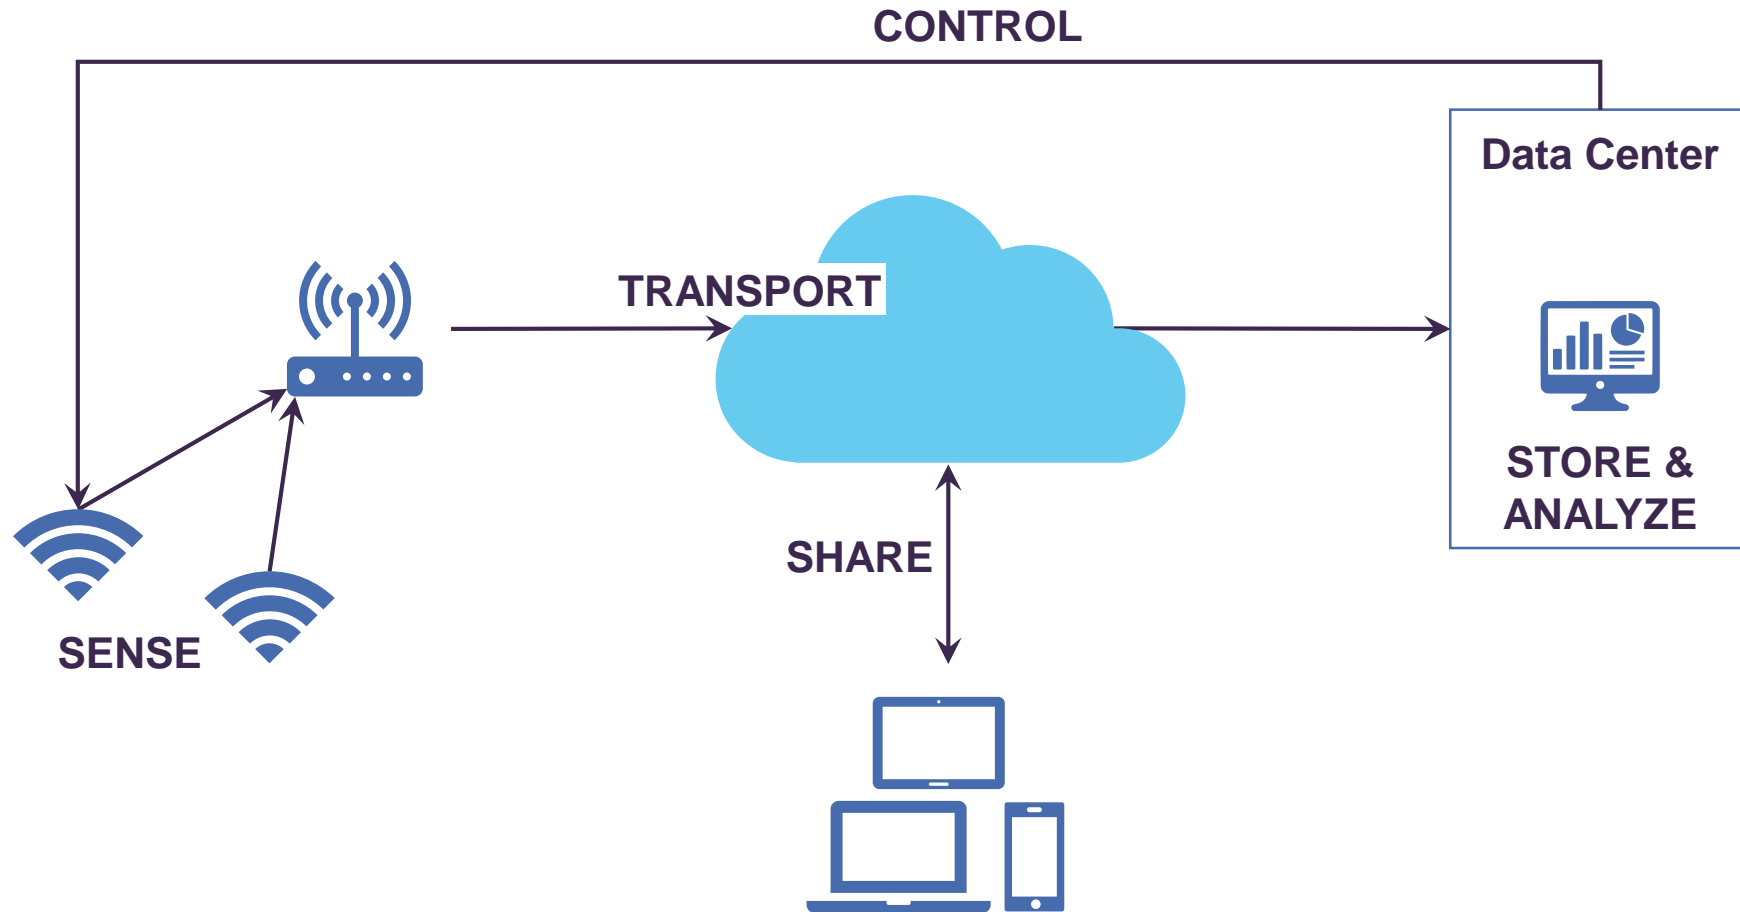 CONTROL
Data Center
TRANSPORT
STORE &
ANALYZE
SHARE
SENSE